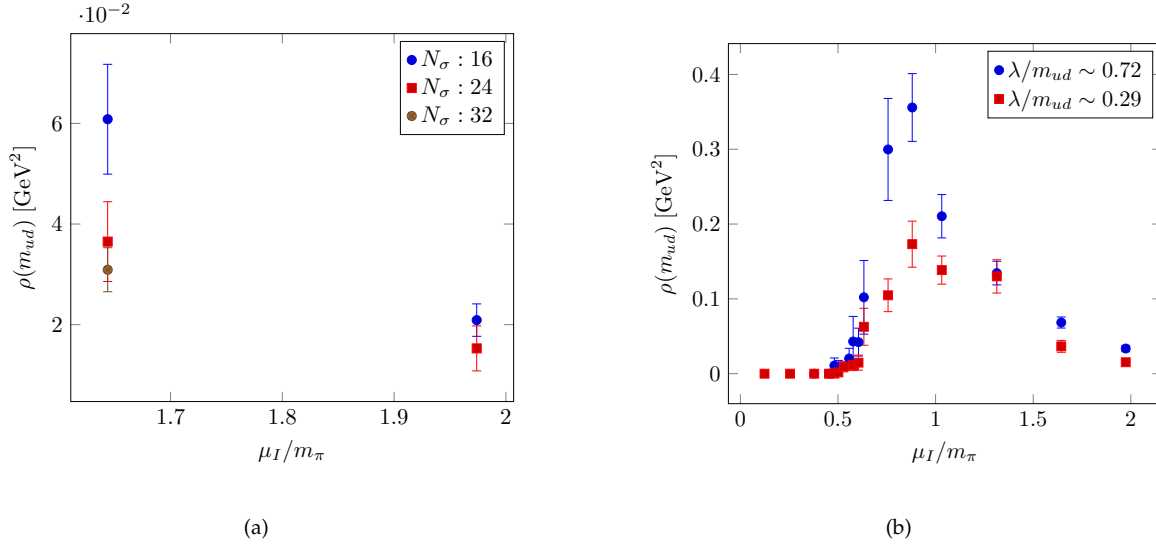 ·10⁻²
N_σ : 16
N_σ : 24
N_σ : 32
6
4
2
ρ(m_ud) [GeV²]
1.7 1.8 1.9 2
μ_I/m_π
(a)
λ/m_ud ∼ 0.72
λ/m_ud ∼ 0.29
0.4
0.3
0.2
0.1
0
ρ(m_ud) [GeV²]
0 0.5 1 1.5 2
μ_I/m_π
(b)